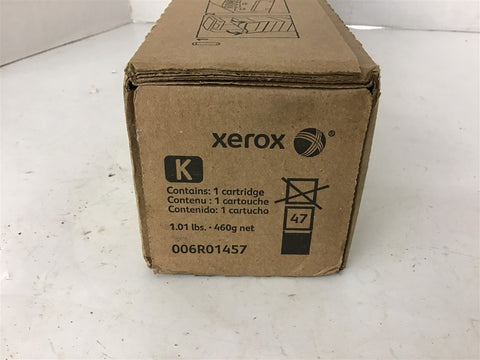 xerox ®
K
Contains: 1 cartridge
Contenu : 1 cartouche
Contenido: 1 cartucho
47
1.01 lbs. • 460g net
006R01457